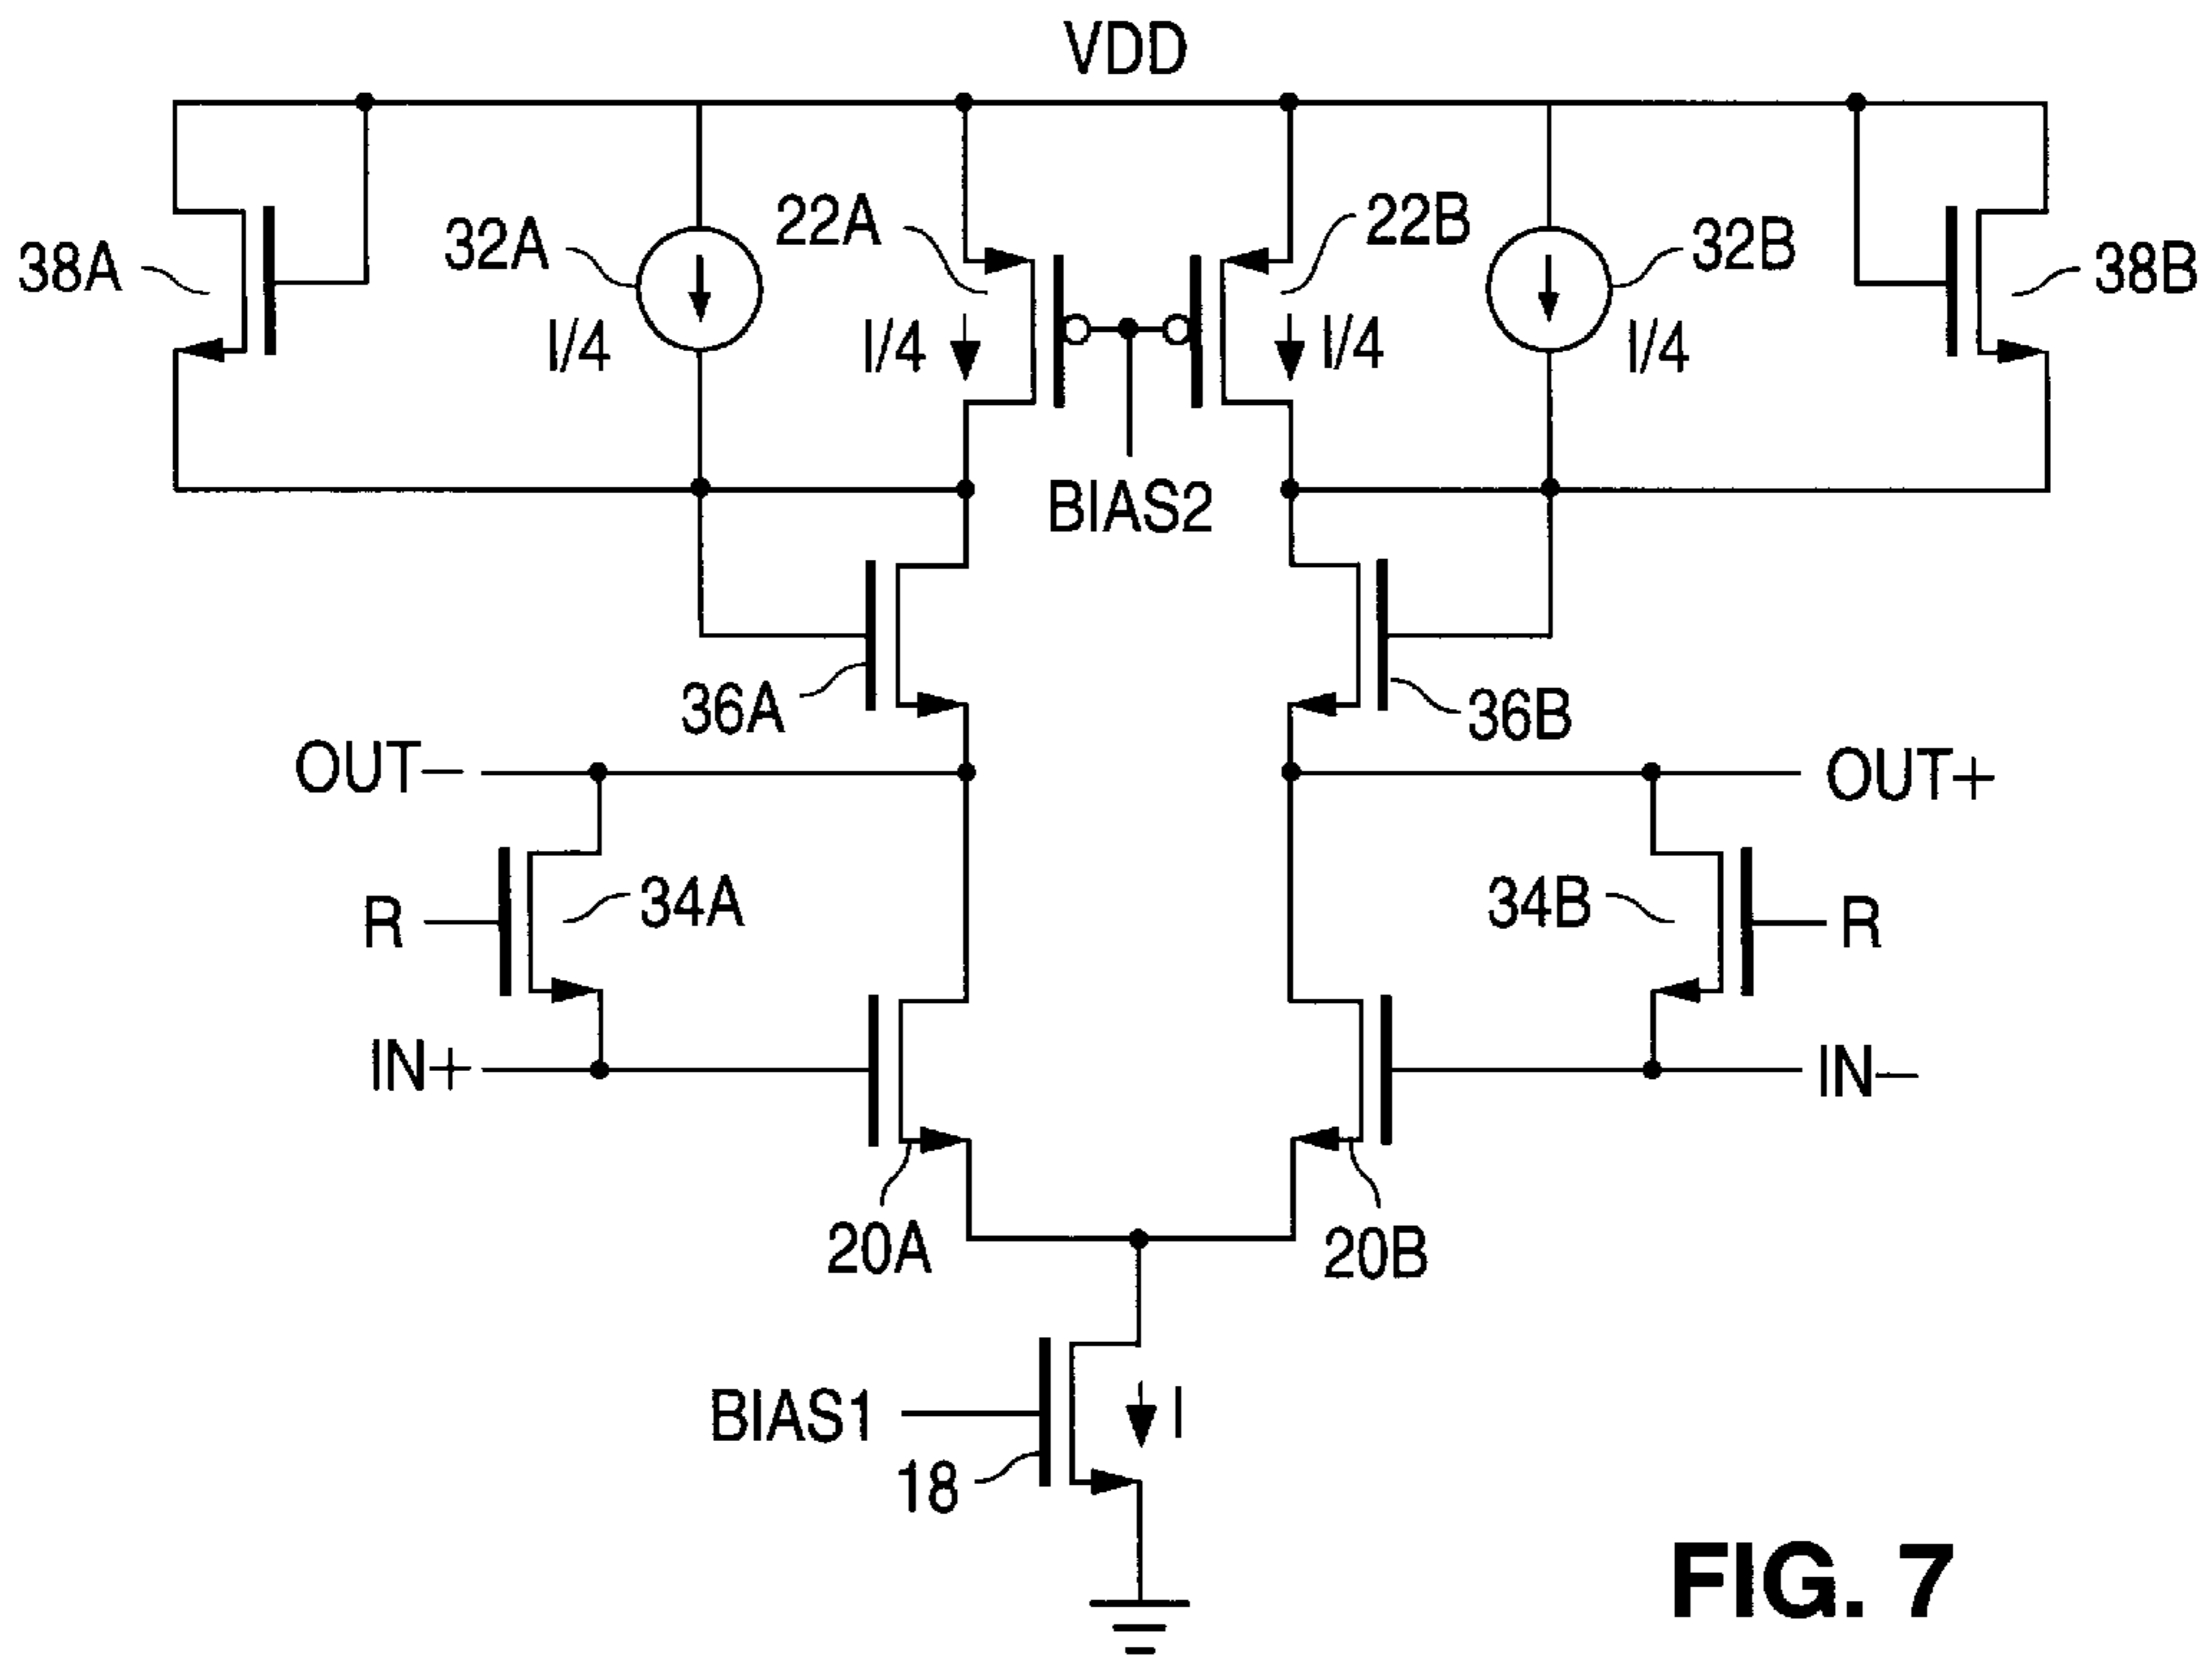 VDD
38A
32A
22A
22B
32B
38B
I/4
I/4
I/4
I/4
BIAS2
36A
36B
OUT–
OUT+
R
34A
34B
R
IN+
IN–
20A
20B
BIAS1
I
18
FIG. 7